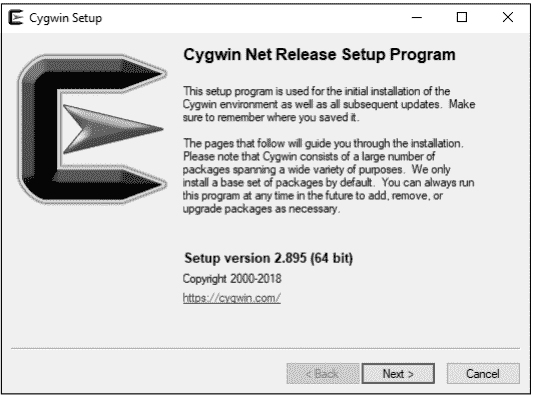 Cygwin Setup
Cygwin Net Release Setup Program
This setup program is used for the initial installation of the
Cygwin environment as well as all subsequent updates. Make
sure to remember where you saved it.
The pages that follow will guide you through the installation.
Please note that Cygwin consists of a large number of
packages spanning a wide variety of purposes. We only
install a base set of packages by default. You can always run
this program at any time in the future to add, remove, or
upgrade packages as necessary.
Setup version 2.895 (64 bit)
Copyright 2000-2018
https://cygwin.com/
< Back Next > Cancel